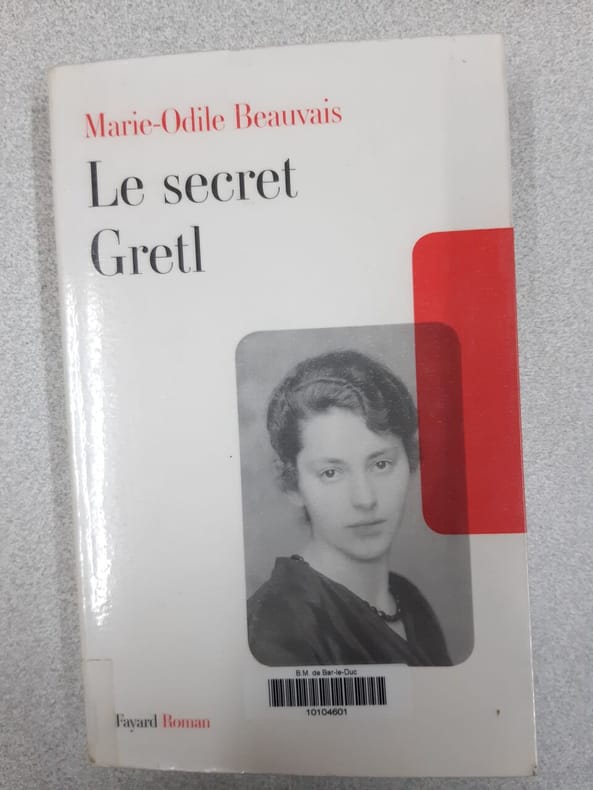 Marie-Odile Beauvais
Le secret
Gretl
B.M. de Bar-le-Duc
10104601
Fayard Roman